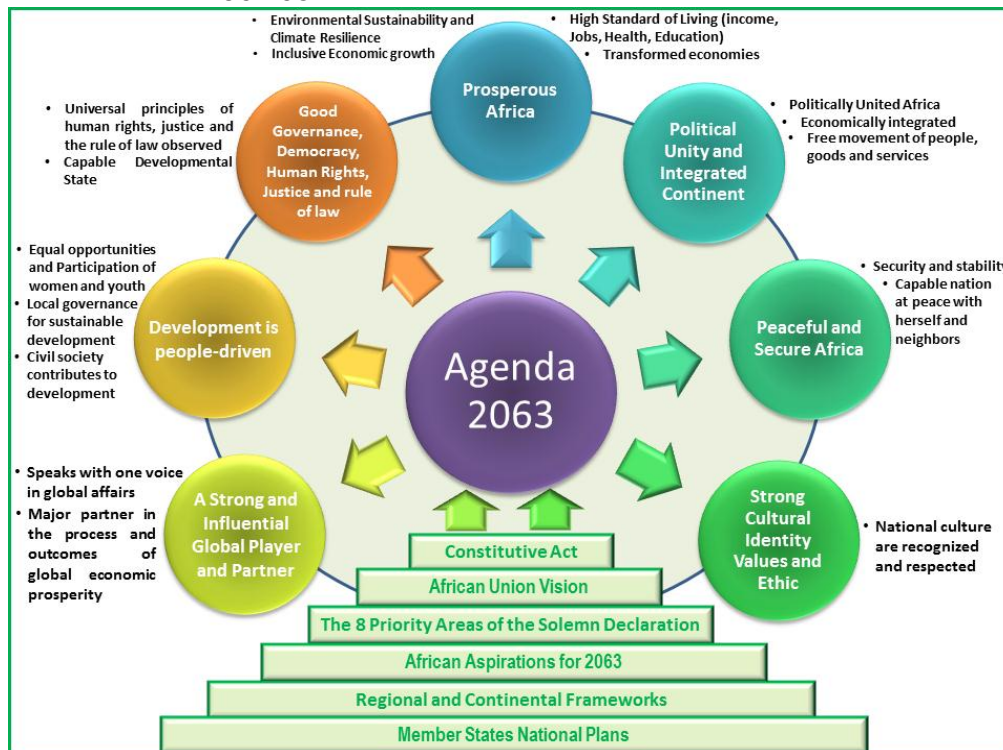 • Environmental Sustainability and
Climate Resilience
• Inclusive Economic growth
• High Standard of Living (income,
Jobs, Health, Education)
• Transformed economies
Prosperous
Africa
• Universal principles of
human rights, justice and
the rule of law observed
• Capable Developmental
State
Good
Governance,
Democracy,
Human Rights,
Justice and rule
of law
Political
Unity and
Integrated
Continent
• Politically United Africa
• Economically integrated
• Free movement of people,
goods and services
• Equal opportunities
and Participation of
women and youth
• Local governance
for sustainable
development
• Civil society
contributes to
development
Development is
people-driven
Agenda
2063
Peaceful and
Secure Africa
• Security and stability
• Capable nation
at peace with
herself and
neighbors
• Speaks with one voice
in global affairs
• Major partner in
the process and
outcomes of
global economic
prosperity
A Strong and
Influential
Global Player
and Partner
Strong
Cultural
Identity
Values and
Ethic
• National culture
are recognized
and respected
Constitutive Act
African Union Vision
The 8 Priority Areas of the Solemn Declaration
African Aspirations for 2063
Regional and Continental Frameworks
Member States National Plans